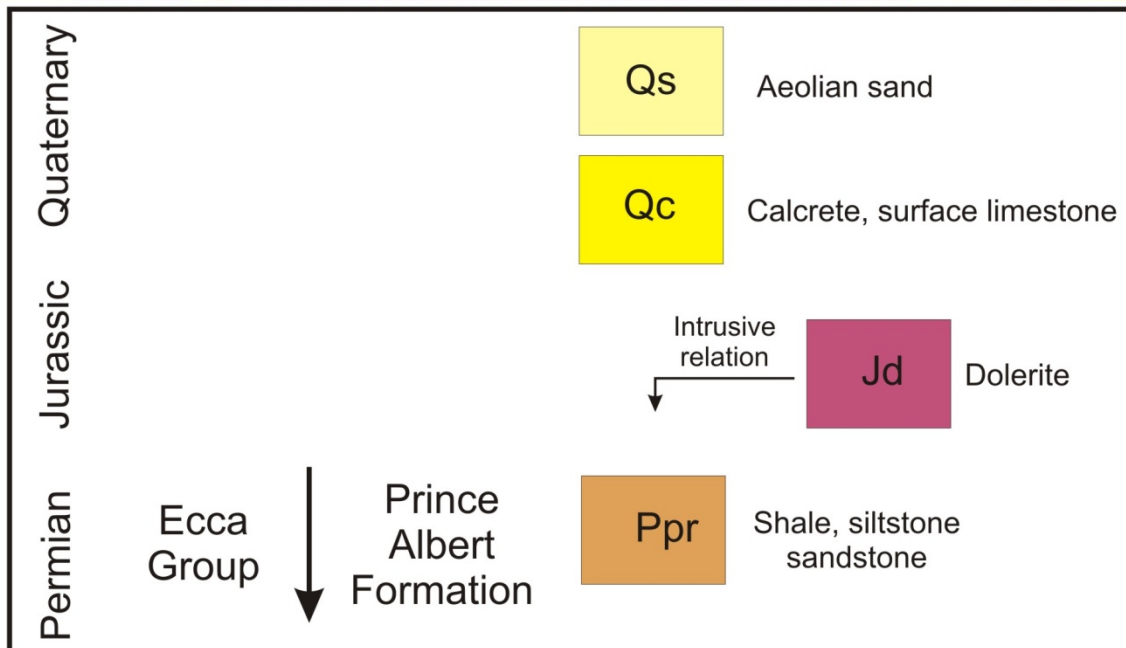 Quaternary
Qs
Aeolian sand
Qc
Calcrete, surface limestone
Jurassic
Intrusive
relation
Jd
Dolerite
Permian
Ecca
Group
Prince
Albert
Formation
Ppr
Shale, siltstone
sandstone